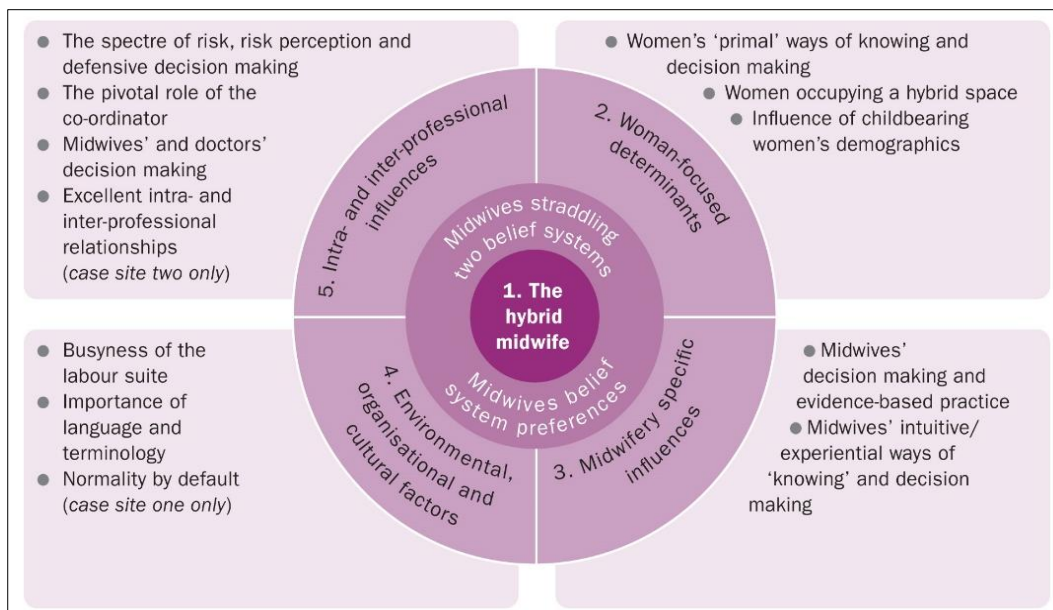 ● The spectre of risk, risk perception and
defensive decision making
● The pivotal role of the
co-ordinator
● Midwives’ and doctors’
decision making
● Excellent intra- and
inter-professional
relationships
(case site two only)
● Women’s ‘primal’ ways of knowing and
decision making
● Women occupying a hybrid space
● Influence of childbearing
women’s demographics
5. Intra- and inter-professional
influences
2. Woman-focused
determinants
Midwives straddling
two belief systems
1. The
hybrid
midwife
Midwives belief
system preferences
4. Environmental,
organisational and
cultural factors
3. Midwifery specific
influences
● Busyness of the
labour suite
● Importance of
language and
terminology
● Normality by default
(case site one only)
● Midwives’
decision making and
evidence-based practice
● Midwives’ intuitive/
experiential ways of
‘knowing’ and decision
making